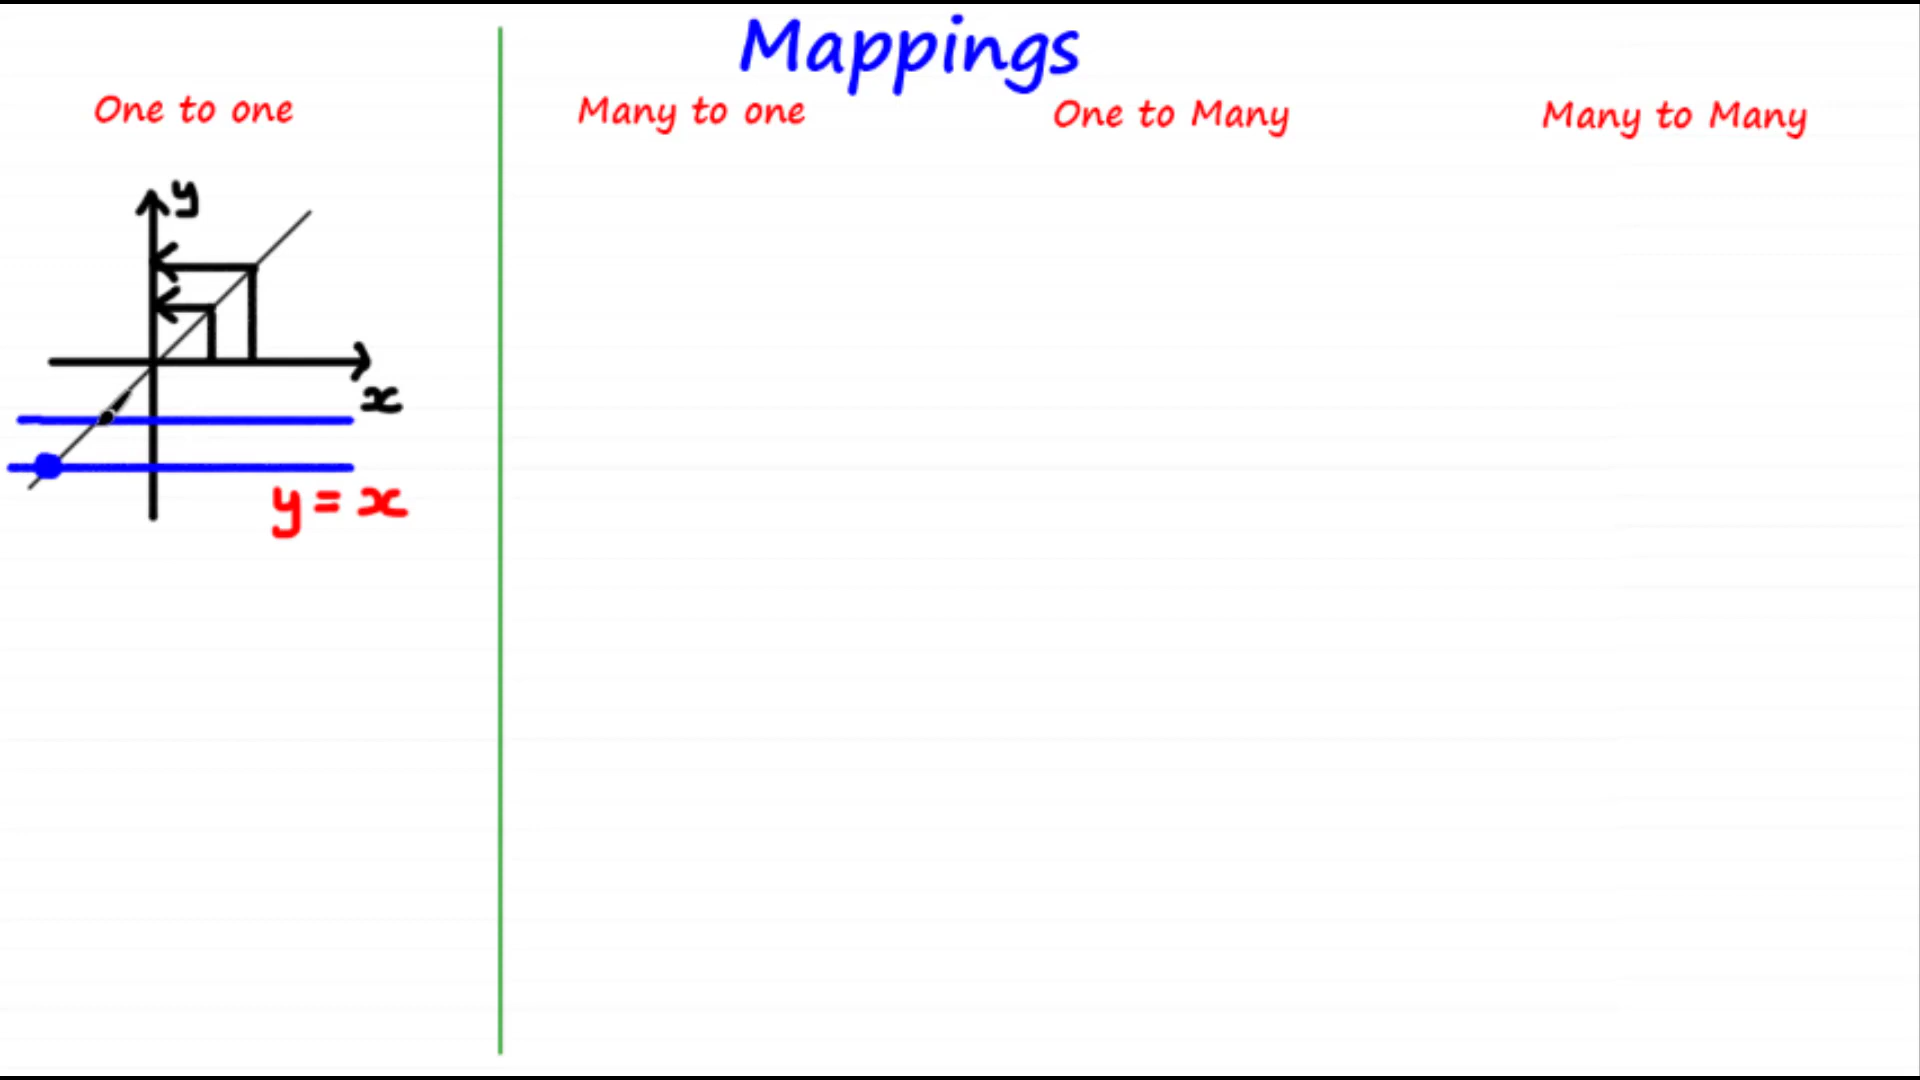 Mappings
One to one
Many to one
One to Many
Many to Many
y
x
y = x